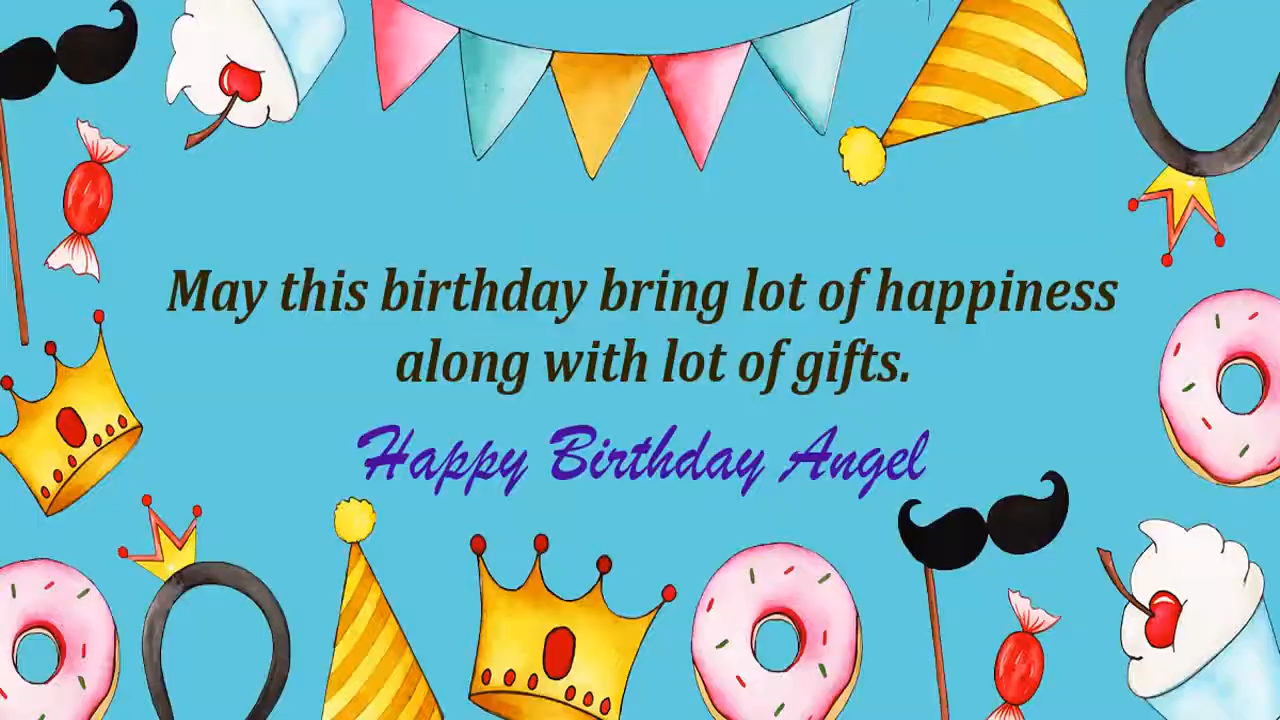 May this birthday bring lot of happiness
along with lot of gifts.
Happy Birthday Angel